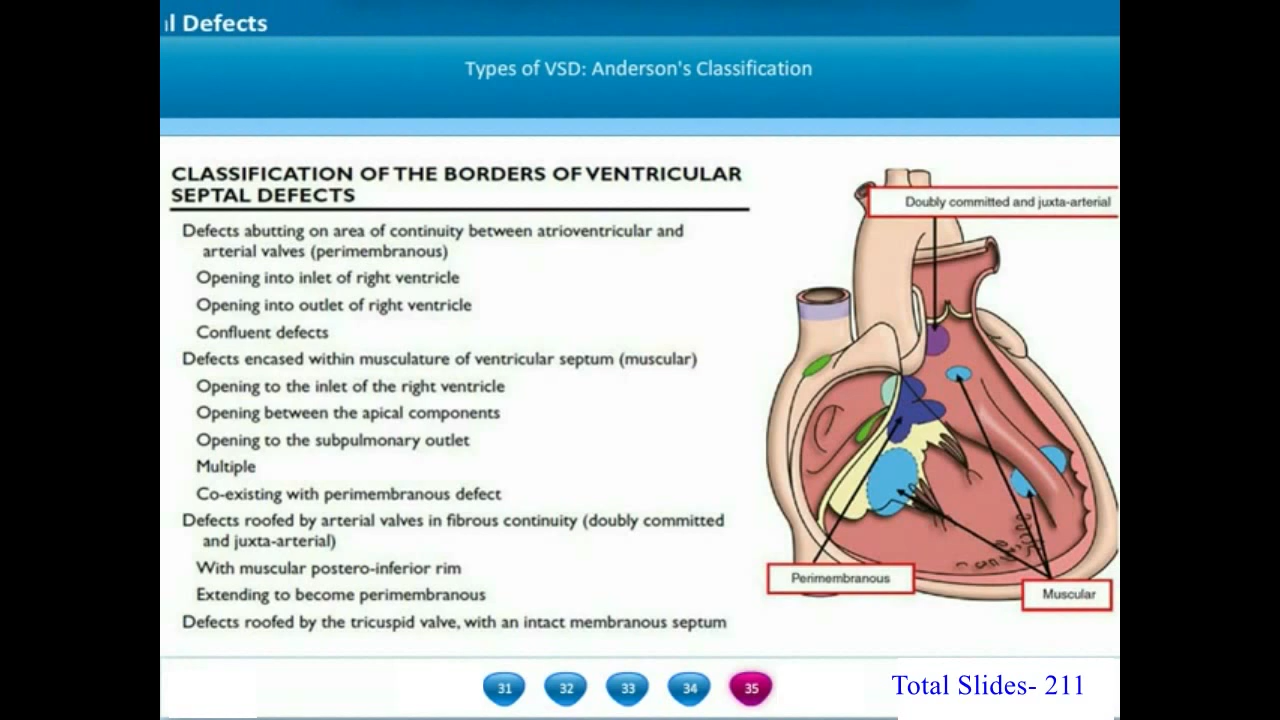 l Defects
Types of VSD: Anderson's Classification
CLASSIFICATION OF THE BORDERS OF VENTRICULAR
SEPTAL DEFECTS
Defects abutting on area of continuity between atrioventricular and
arterial valves (perimembranous)
Opening into inlet of right ventricle
Opening into outlet of right ventricle
Confluent defects
Defects encased within musculature of ventricular septum (muscular)
Opening to the inlet of the right ventricle
Opening between the apical components
Opening to the subpulmonary outlet
Multiple
Co-existing with perimembranous defect
Defects roofed by arterial valves in fibrous continuity (doubly committed
and juxta-arterial)
With muscular postero-inferior rim
Extending to become perimembranous
Defects roofed by the tricuspid valve, with an intact membranous septum
Doubly committed and juxta-arterial
Perimembranous
Muscular
31 32 33 34 35
Total Slides- 211